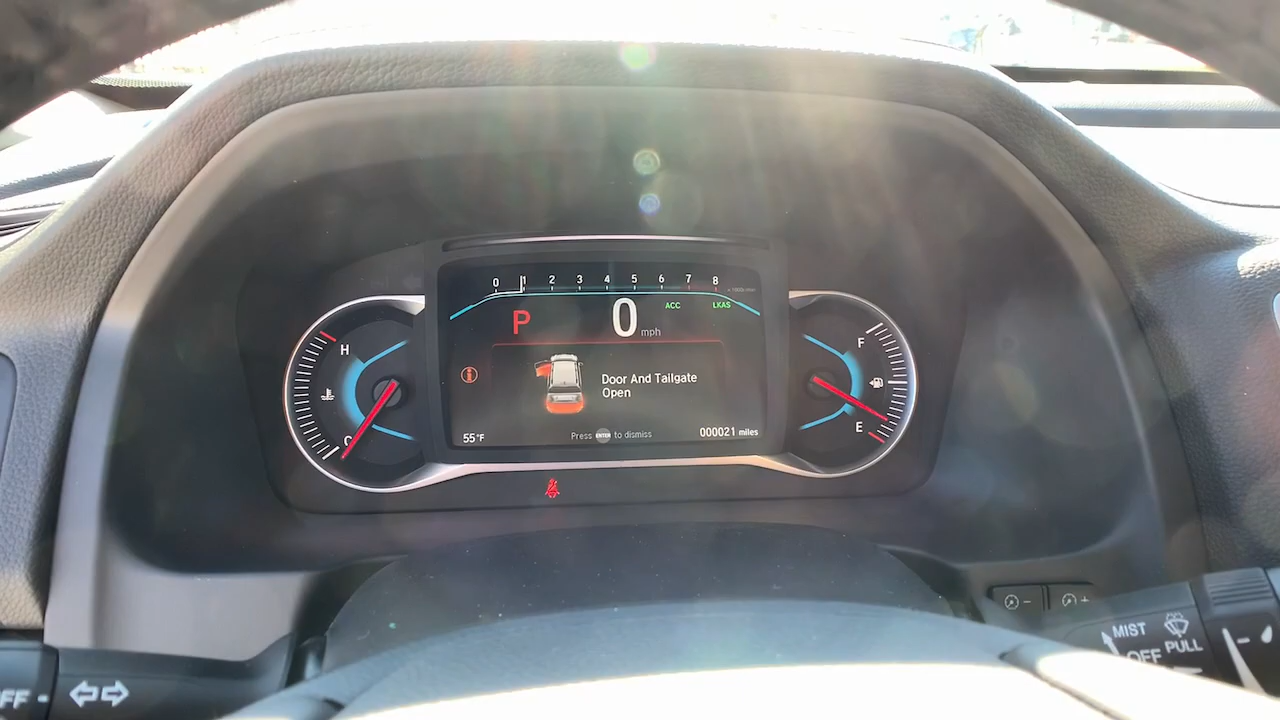 0 1 2 3 4 5 6 7 8
ACC LKAS
P 0 mph
H
F
Door And Tailgate
Open
C
E
55°F
Press ENTER to dismiss
000021 miles
MIST
OFF PULL
FF